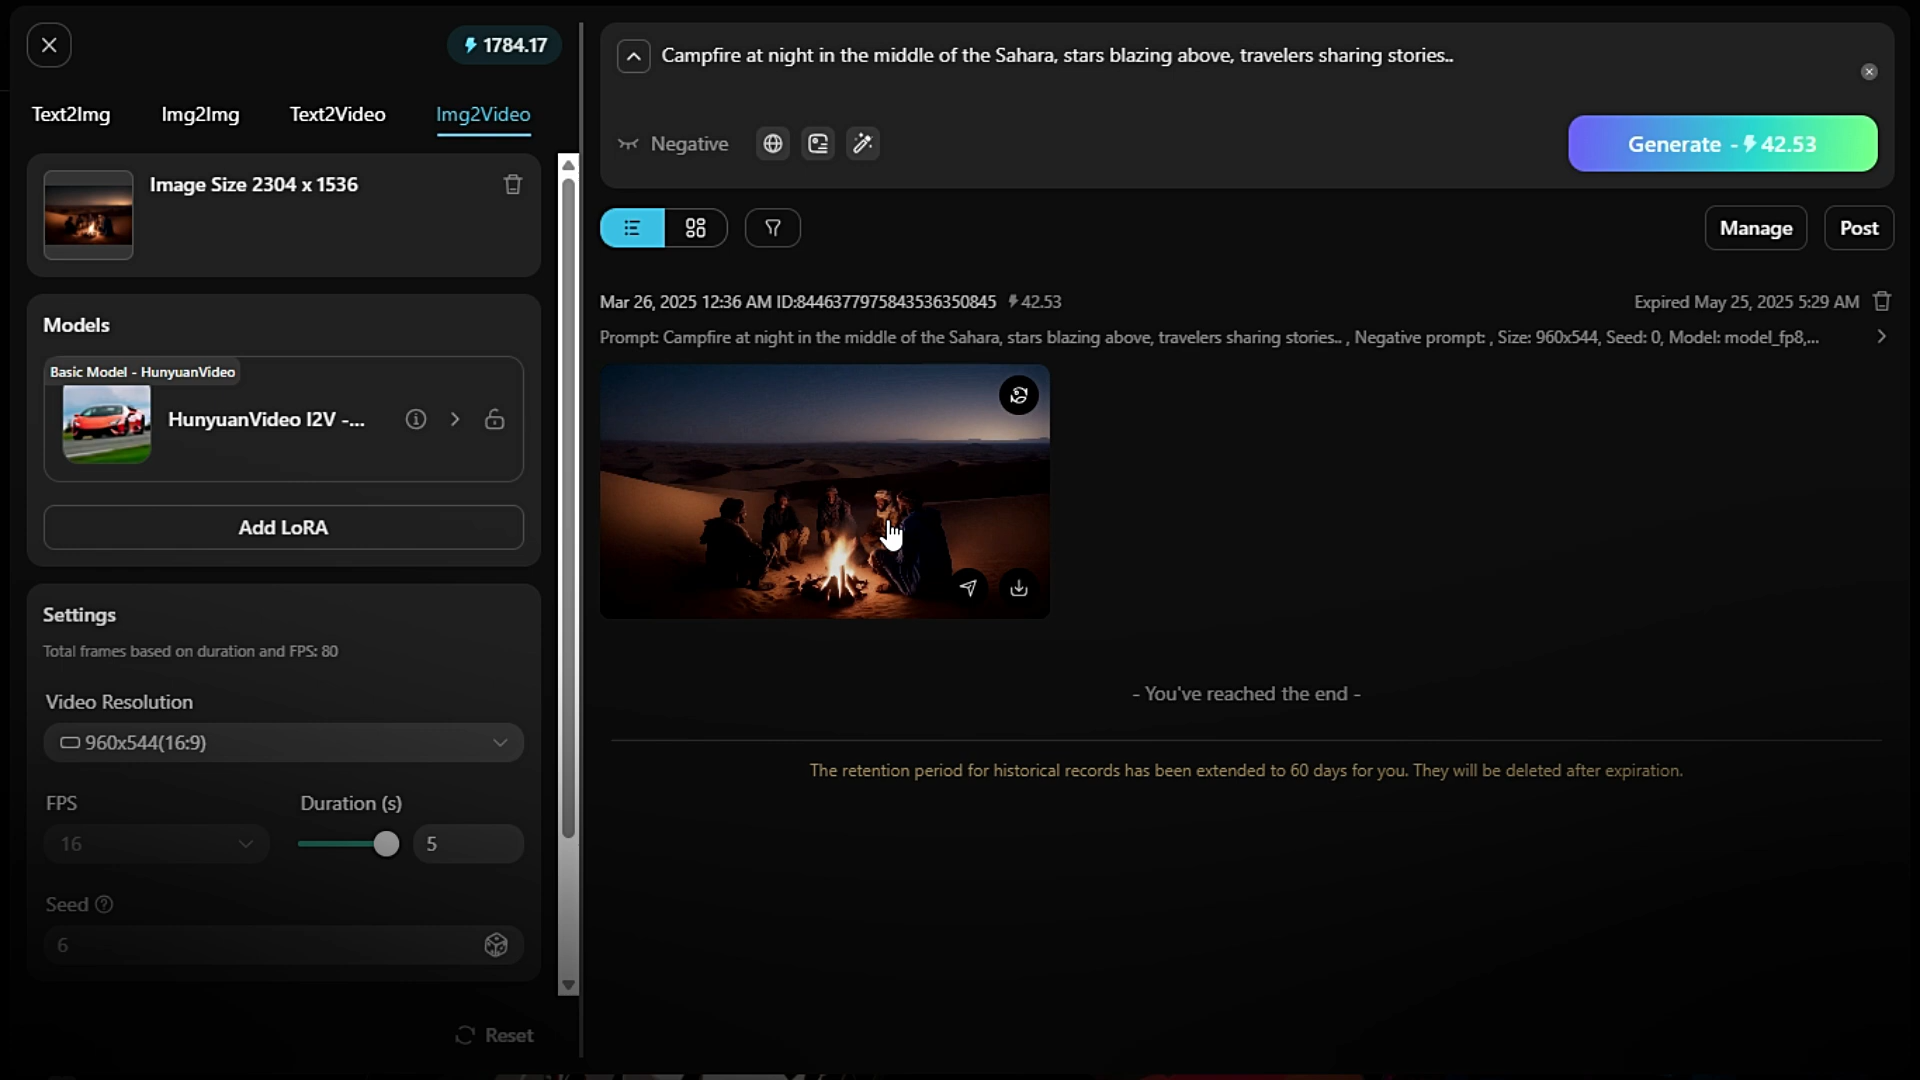 1784.17
Text2Img
Img2Img
Text2Video
Img2Video
Image Size 2304 x 1536
Models
Basic Model - HunyuanVideo
HunyuanVideo I2V -...
Add LoRA
Settings
Total frames based on duration and FPS: 80
Video Resolution
960x544(16:9)
FPS
Duration (s)
16
5
Seed
6
Reset
Campfire at night in the middle of the Sahara, stars blazing above, travelers sharing stories..
Negative
Generate - 42.53
Manage
Post
Mar 26, 2025 12:36 AM ID:8446377975843536350845 42.53
Expired May 25, 2025 5:29 AM
Prompt: Campfire at night in the middle of the Sahara, stars blazing above, travelers sharing stories.. , Negative prompt: , Size: 960x544, Seed: 0, Model: model_fp8,...
- You've reached the end -
The retention period for historical records has been extended to 60 days for you. They will be deleted after expiration.